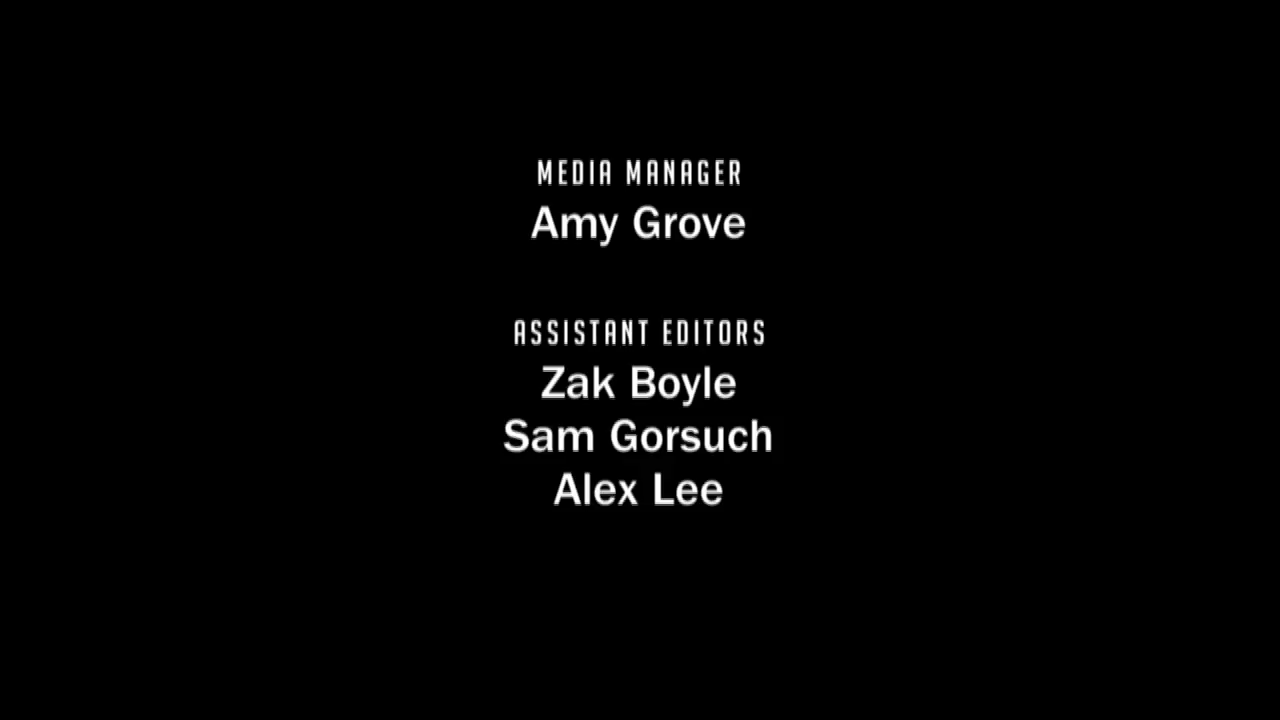 MEDIA MANAGER
Amy Grove
ASSISTANT EDITORS
Zak Boyle
Sam Gorsuch
Alex Lee